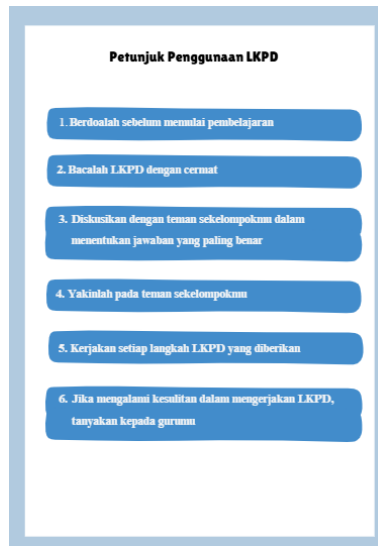 Petunjuk Penggunaan LKPD
1. Berdoalah sebelum memulai pembelajaran
2. Bacalah LKPD dengan cermat
3. Diskusikan dengan teman sekelompokmu dalam
menentukan jawaban yang paling benar
4. Yakinlah pada teman sekelompokmu
5. Kerjakan setiap langkah LKPD yang diberikan
6. Jika mengalami kesulitan dalam mengerjakan LKPD,
tanyakan kepada gurumu